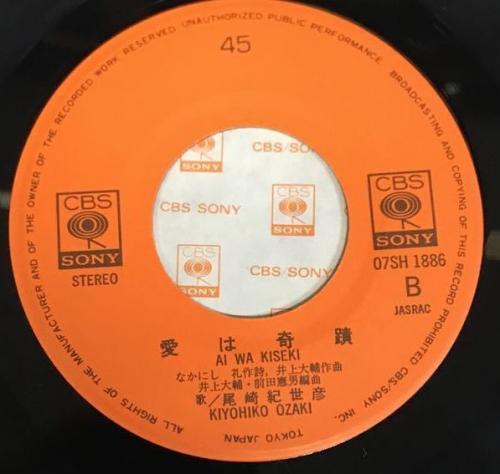 MANUFACTURER AND OF THE OWNER OF THE RECORDED WORK RESERVED UNAUTHORIZED PUBLIC PERFORMANCE. BROADCASTING AND COPYING OF THIS RECORD PROHIBITED CBS/SONY INC. TOKYO JAPAN. ALL RIGHTS OF THE
45
CBS/SON
CBS SONY
CBS
SONY
CBS/SONY
CBS
SONY
STEREO
CBS
SONY
07SH 1886
B
JASRAC
愛は奇蹟
AI WA KISEKI
なかにし 礼作詩, 井上大輔作曲
井上大輔・前田憲男編曲
歌/尾崎紀世彦
KIYOHIKO OZAKI